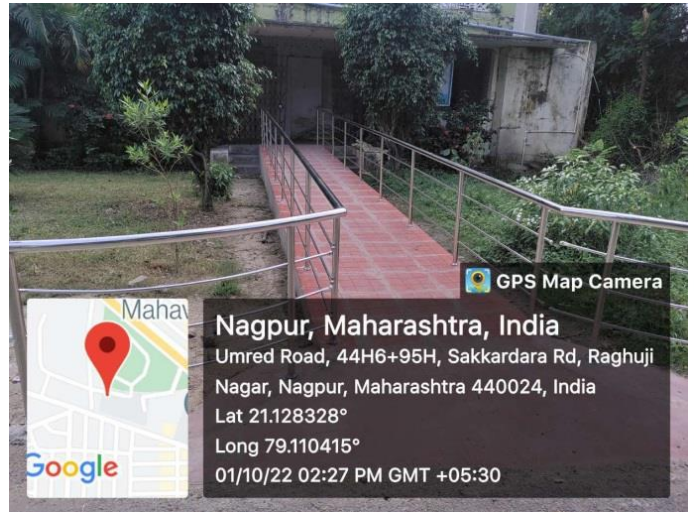 GPS Map Camera
Mahav
Google
Nagpur, Maharashtra, India
Umred Road, 44H6+95H, Sakkardara Rd, Raghuji
Nagar, Nagpur, Maharashtra 440024, India
Lat 21.128328°
Long 79.110415°
01/10/22 02:27 PM GMT +05:30